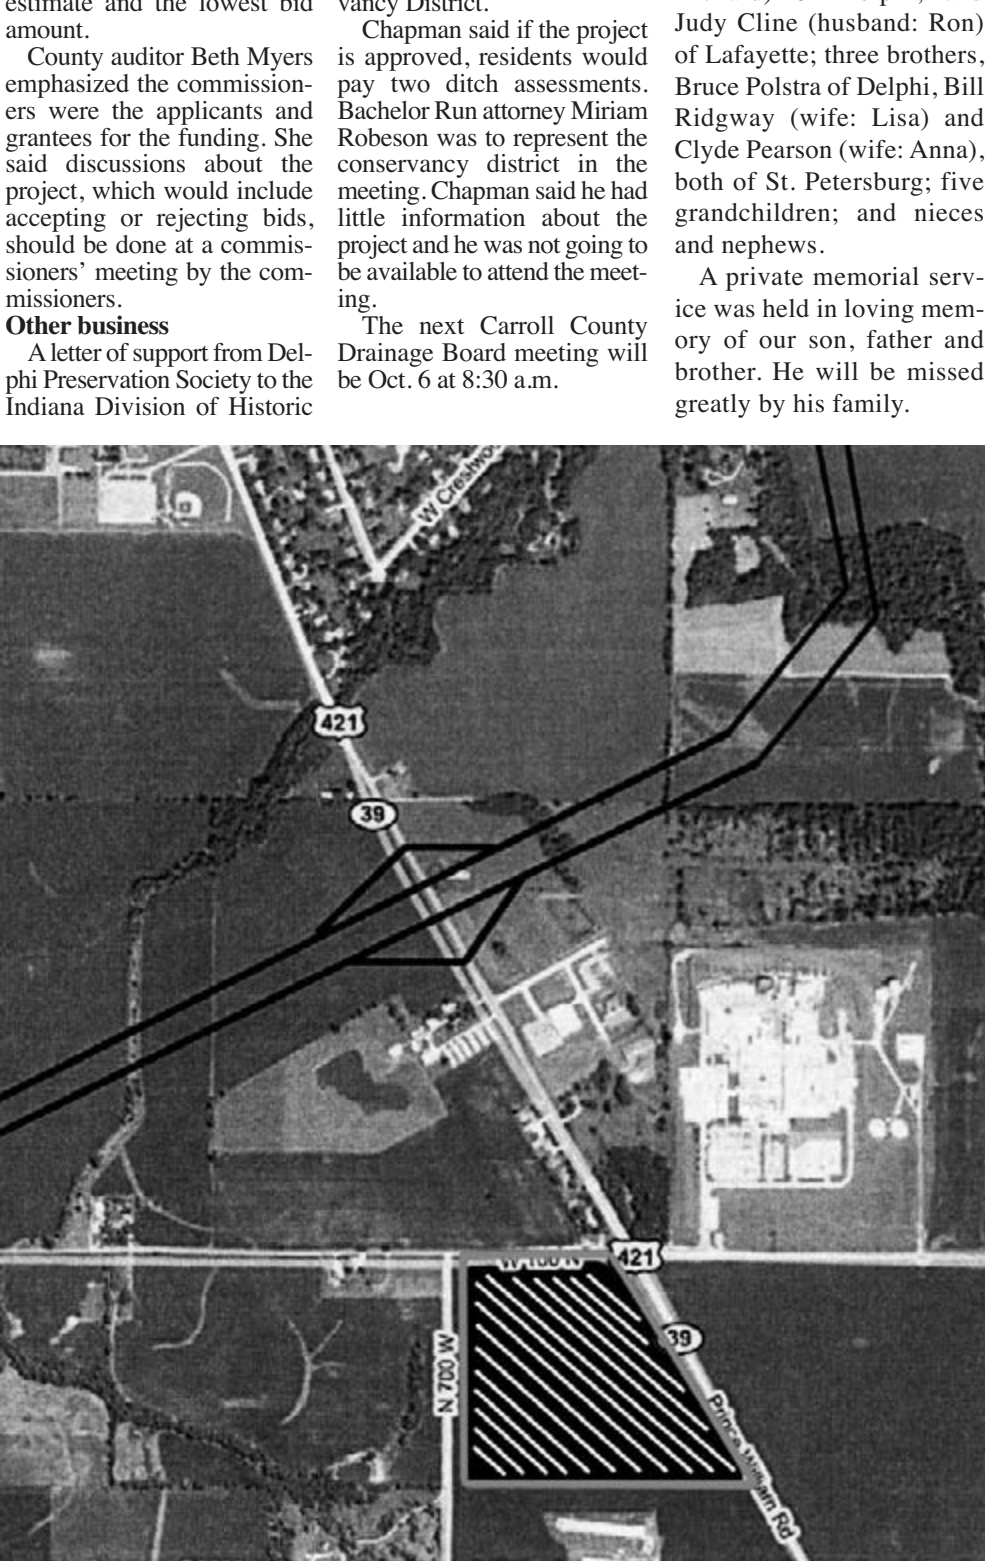 estimate and the lowest bid
amount.
County auditor Beth Myers
emphasized the commission-
ers were the applicants and
grantees for the funding. She
said discussions about the
project, which would include
accepting or rejecting bids,
should be done at a commis-
sioners' meeting by the com-
missioners.
Other business
A letter of support from Del-
phi Preservation Society to the
Indiana Division of Historic
vancy District.
Chapman said if the project
is approved, residents would
pay two ditch assessments.
Bachelor Run attorney Miriam
Robeson was to represent the
conservancy district in the
meeting. Chapman said he had
little information about the
project and he was not going to
be available to attend the meet-
ing.
The next Carroll County
Drainage Board meeting will
be Oct. 6 at 8:30 a.m.
Judy Cline (husband: Ron)
of Lafayette; three brothers,
Bruce Polstra of Delphi, Bill
Ridgway (wife: Lisa) and
Clyde Pearson (wife: Anna),
both of St. Petersburg; five
grandchildren; and nieces
and nephews.
A private memorial serv-
ice was held in loving mem-
ory of our son, father and
brother. He will be missed
greatly by his family.
W Crestwo
421
39
W 100 N
421
N 700 W
39
Prince William Rd